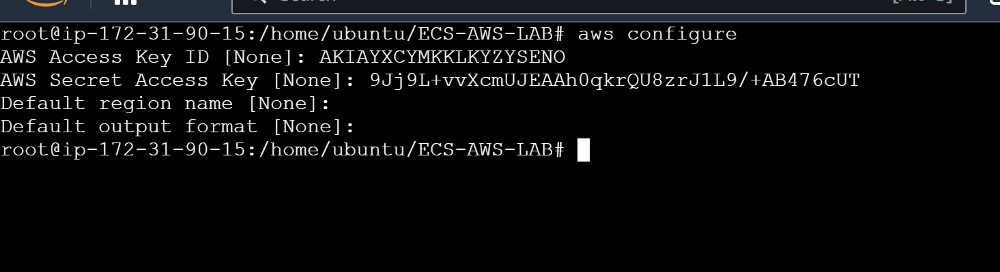 root@ip-172-31-90-15:/home/ubuntu/ECS-AWS-LAB# aws configure
AWS Access Key ID [None]: AKIAYXCYMKKLKYZYSENO
AWS Secret Access Key [None]: 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
Default region name [None]:
Default output format [None]:
root@ip-172-31-90-15:/home/ubuntu/ECS-AWS-LAB#